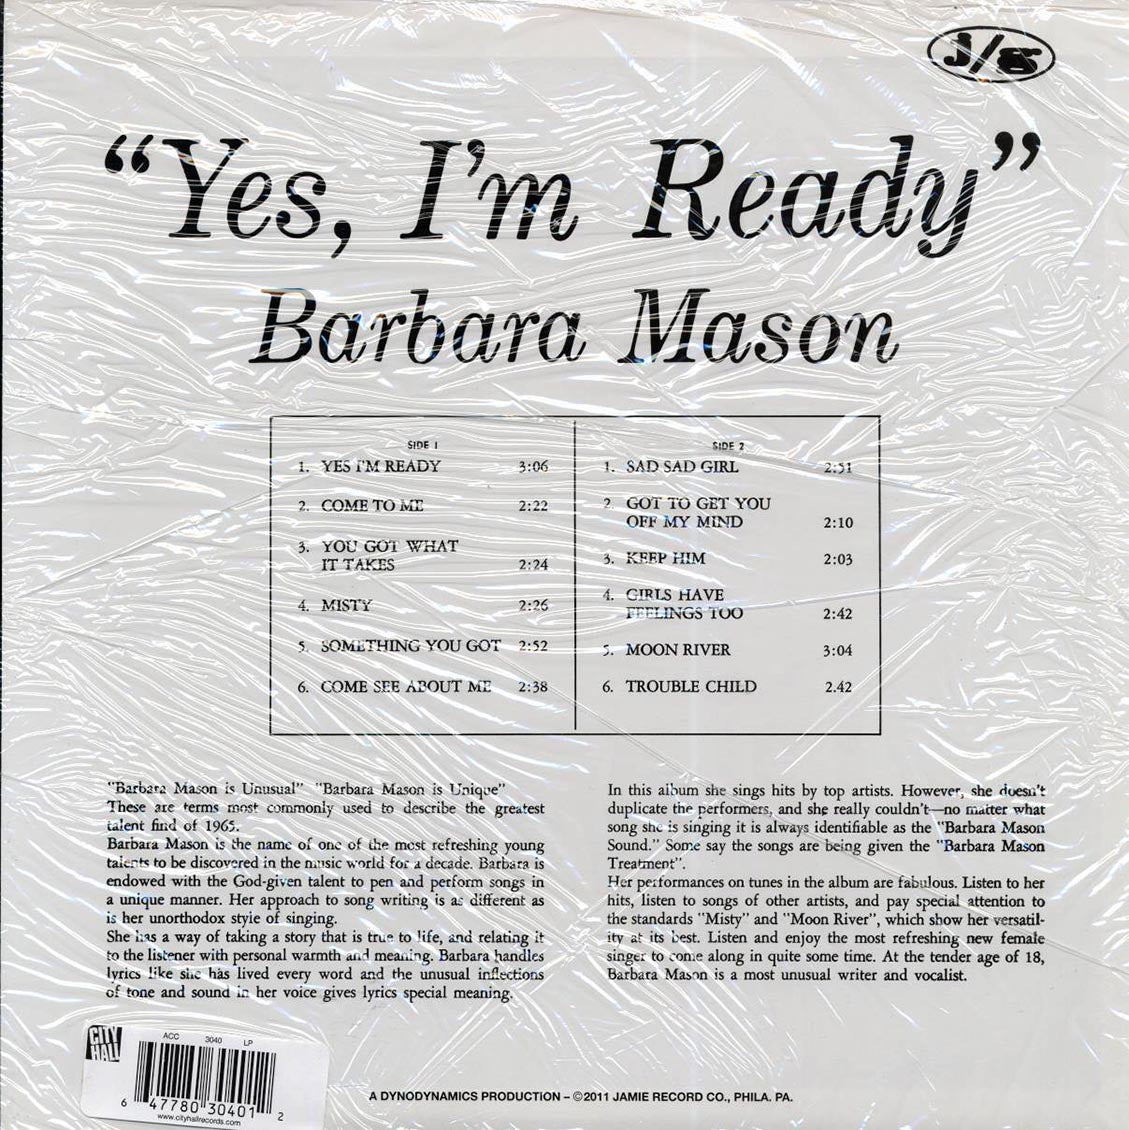 J/S
"Yes, I'm Ready"
Barbara Mason
SIDE 1
1. YES I'M READY 3:06
2. COME TO ME 2:22
3. YOU GOT WHAT
IT TAKES 2:24
4. MISTY 2:26
5. SOMETHING YOU GOT 2:52
6. COME SEE ABOUT ME 2:38
SIDE 2
1. SAD SAD GIRL 2:51
2. GOT TO GET YOU
OFF MY MIND 2:10
3. KEEP HIM 2:03
4. GIRLS HAVE
FEELINGS TOO 2:42
5. MOON RIVER 3:04
6. TROUBLE CHILD 2.42
"Barbara Mason is Unusual" "Barbara Mason is Unique"
These are terms most commonly used to describe the greatest
talent find of 1965.
Barbara Mason is the name of one of the most refreshing young
talents to be discovered in the music world for a decade. Barbara is
endowed with the God-given talent to pen and perform songs in
a unique manner. Her approach to song writing is as different as
is her unorthodox style of singing.
She has a way of taking a story that is true to life, and relating it
to the listener with personal warmth and meaning. Barbara handles
lyrics like she has lived every word and the unusual inflections
of tone and sound in her voice gives lyrics special meaning.
In this album she sings hits by top artists. However, she doesn't
duplicate the performers, and she really couldn't—no matter what
song she is singing it is always identifiable as the "Barbara Mason
Sound." Some say the songs are being given the "Barbara Mason
Treatment".
Her performances on tunes in the album are fabulous. Listen to her
hits, listen to songs of other artists, and pay special attention to
the standards "Misty" and "Moon River", which show her versatil-
ity at its best. Listen and enjoy the most refreshing new female
singer to come along in quite some time. At the tender age of 18,
Barbara Mason is a most unusual writer and vocalist.
CITY HALL
ACC 3040 LP
6 47780 30401 2
www.cityhallrecords.com
A DYNODYNAMICS PRODUCTION – ©2011 JAMIE RECORD CO., PHILA. PA.